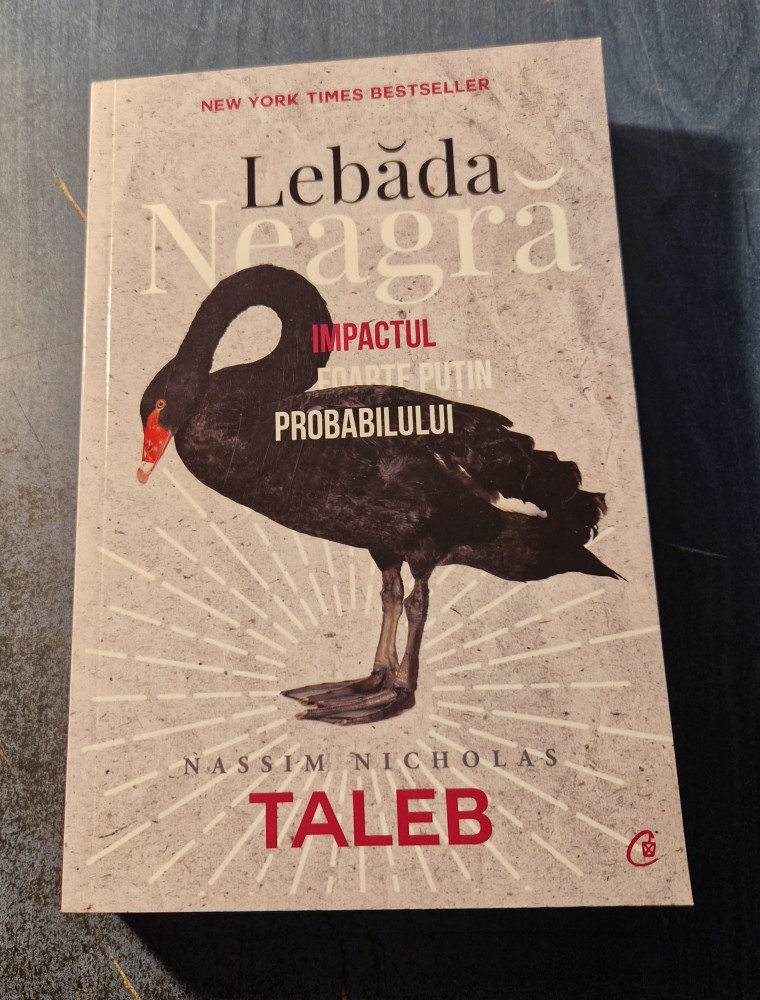 NEW YORK TIMES BESTSELLER
Lebăda
Neagră
IMPACTUL
FOARTE PUȚIN
PROBABILULUI
NASSIM NICHOLAS
TALEB